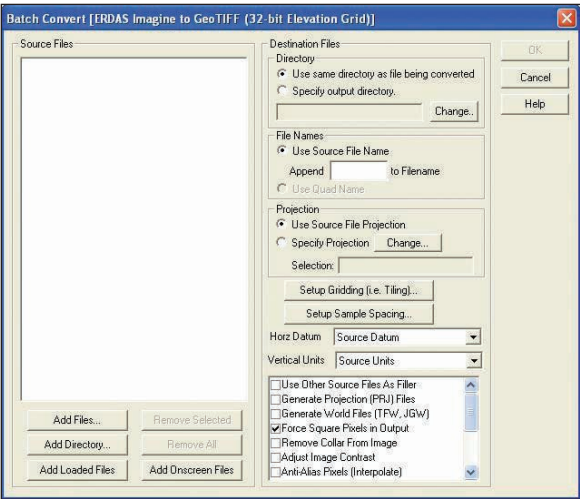 Batch Convert [ERDAS Imagine to GeoTIFF (32-bit Elevation Grid)]
Source Files
Add Files...
Remove Selected
Add Directory...
Remove All
Add Loaded Files
Add Onscreen Files
Destination Files
Directory
Use same directory as file being converted
Specify output directory.
Change..
File Names
Use Source File Name
Append to Filename
Use Quad Name
Projection
Use Source File Projection
Specify Projection Change...
Selection:
Setup Gridding (i.e. Tiling)...
Setup Sample Spacing...
Horz Datum Source Datum
Vertical Units Source Units
Use Other Source Files As Filler
Generate Projection (PRJ) Files
Generate World Files (TFW, JGW)
Force Square Pixels in Output
Remove Collar From Image
Adjust Image Contrast
Anti-Alias Pixels (Interpolate)
OK
Cancel
Help